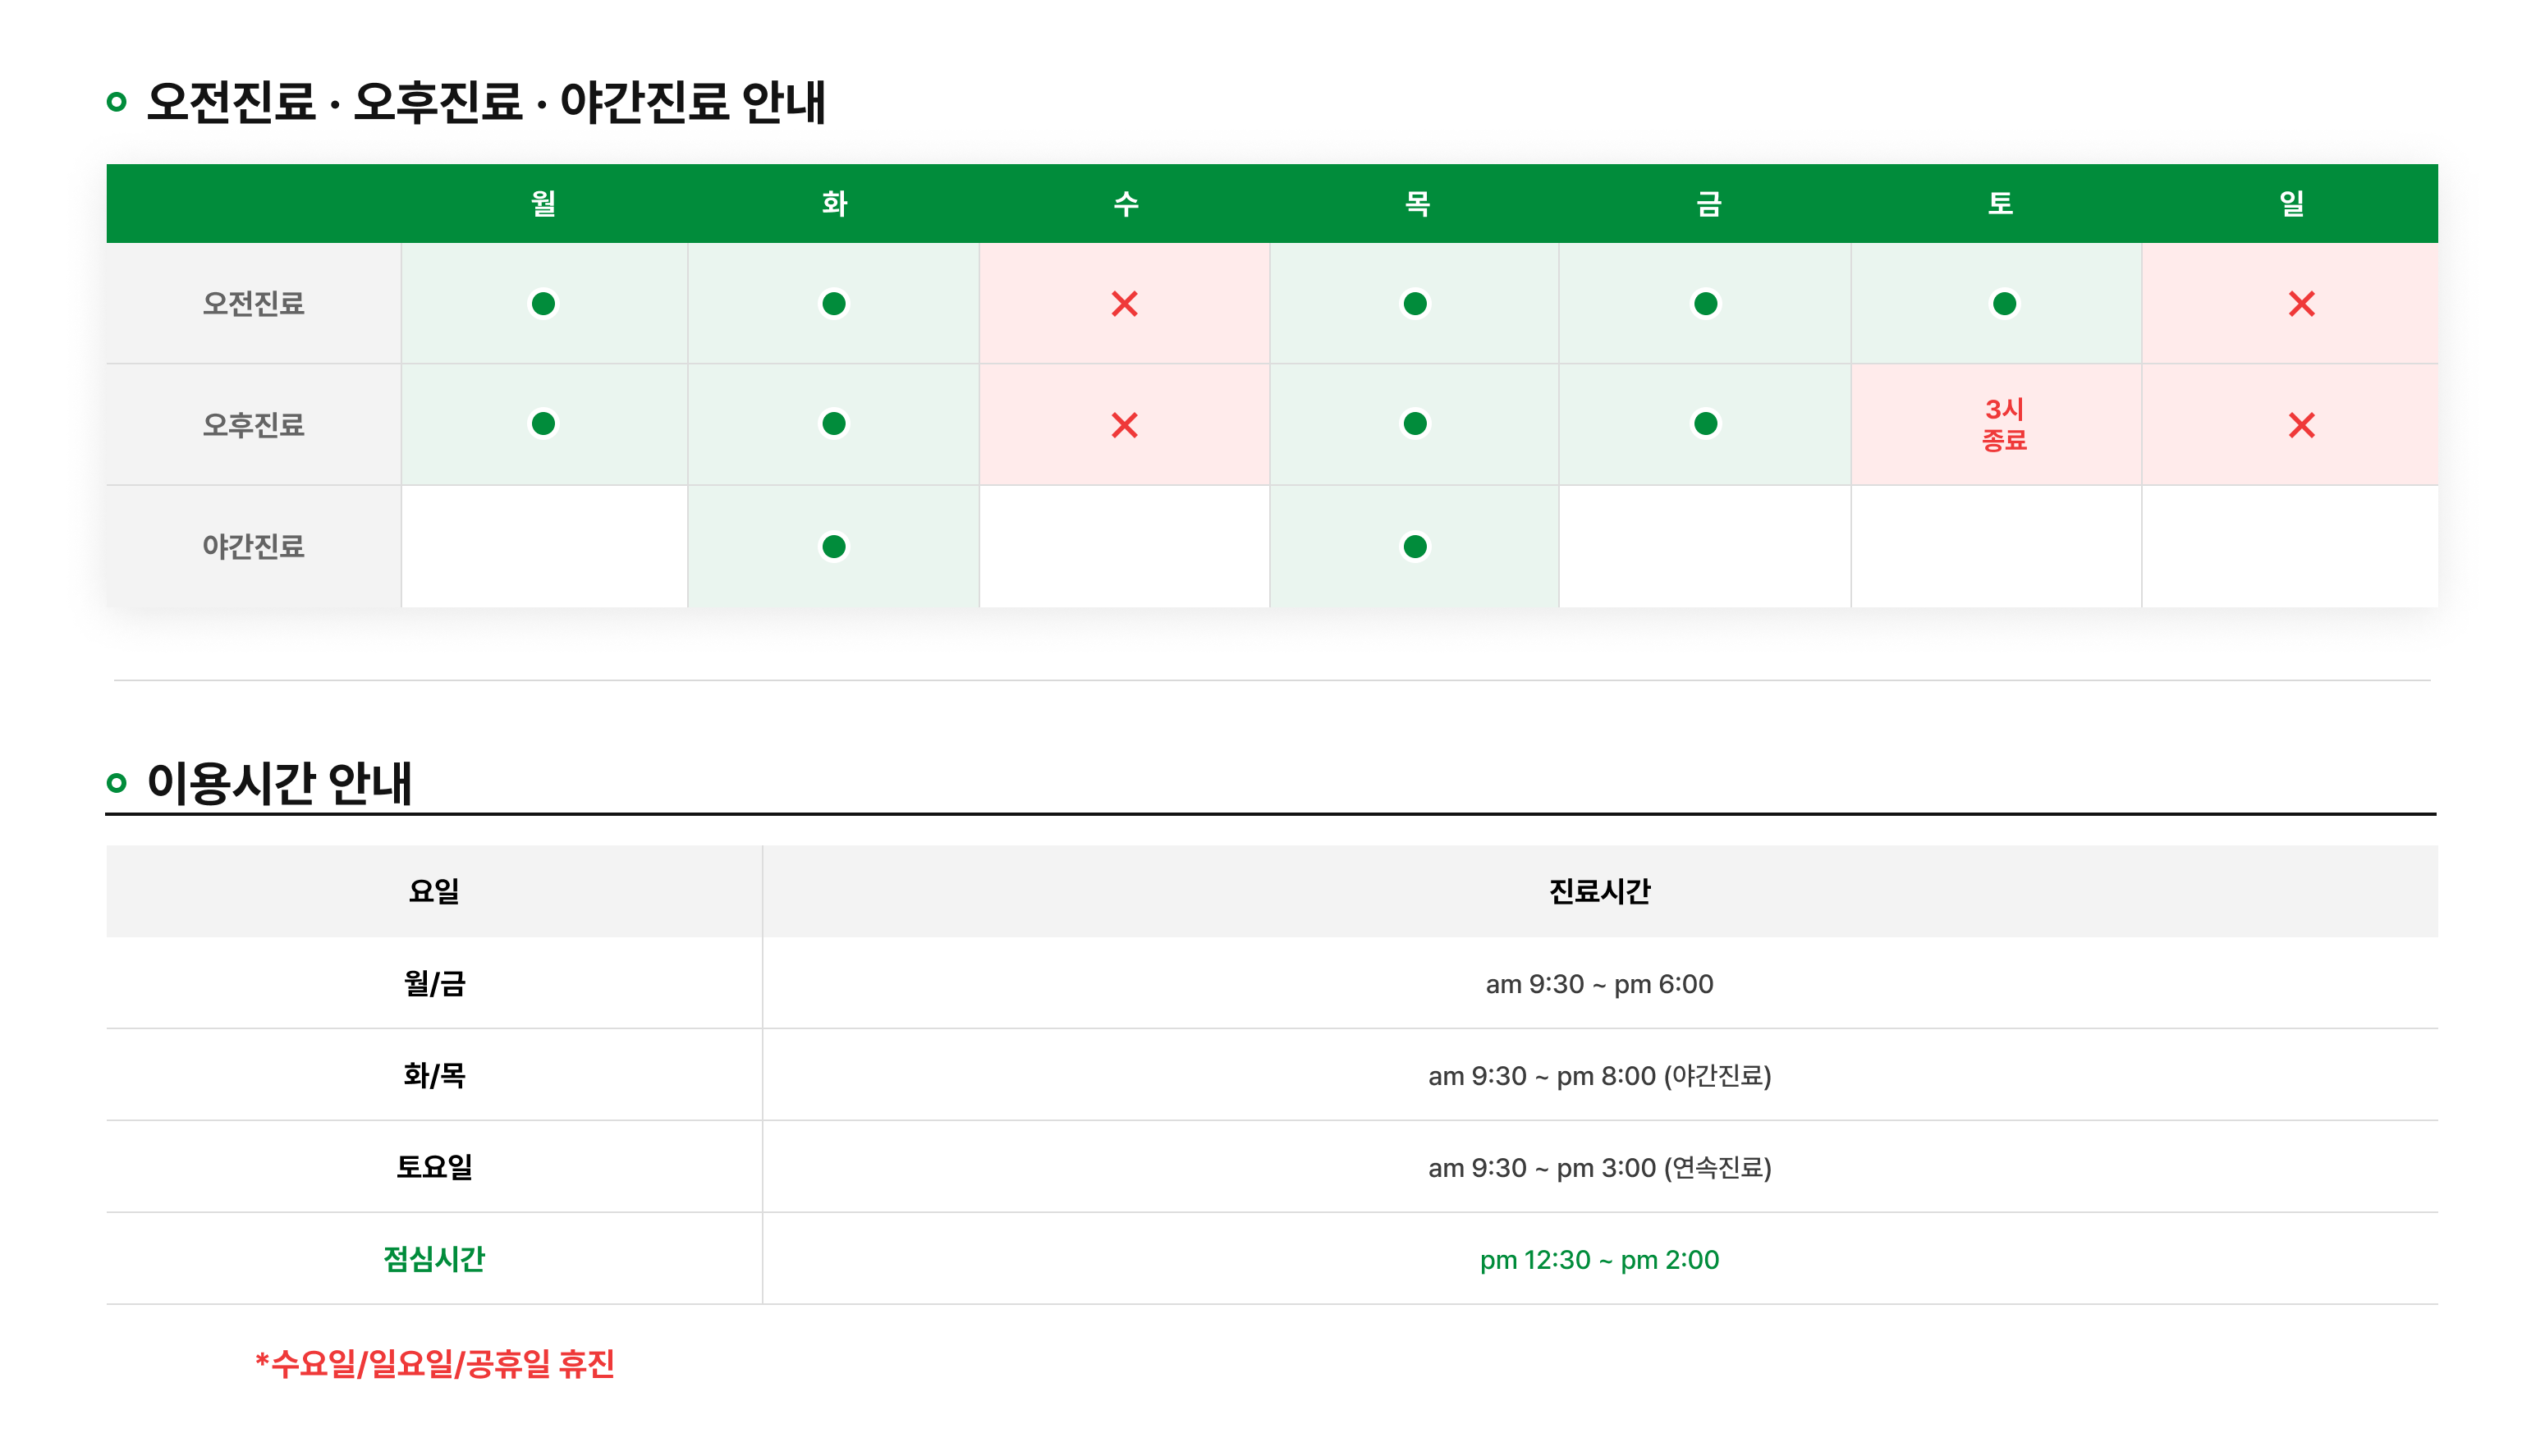 오전진료 · 오후진료 · 야간진료 안내
월 화 수 목 금 토 일
오전진료
오후진료 3시
종료
야간진료
이용시간 안내
요일 진료시간
월/금 am 9:30 ~ pm 6:00
화/목 am 9:30 ~ pm 8:00 (야간진료)
토요일 am 9:30 ~ pm 3:00 (연속진료)
점심시간 pm 12:30 ~ pm 2:00
*수요일/일요일/공휴일 휴진